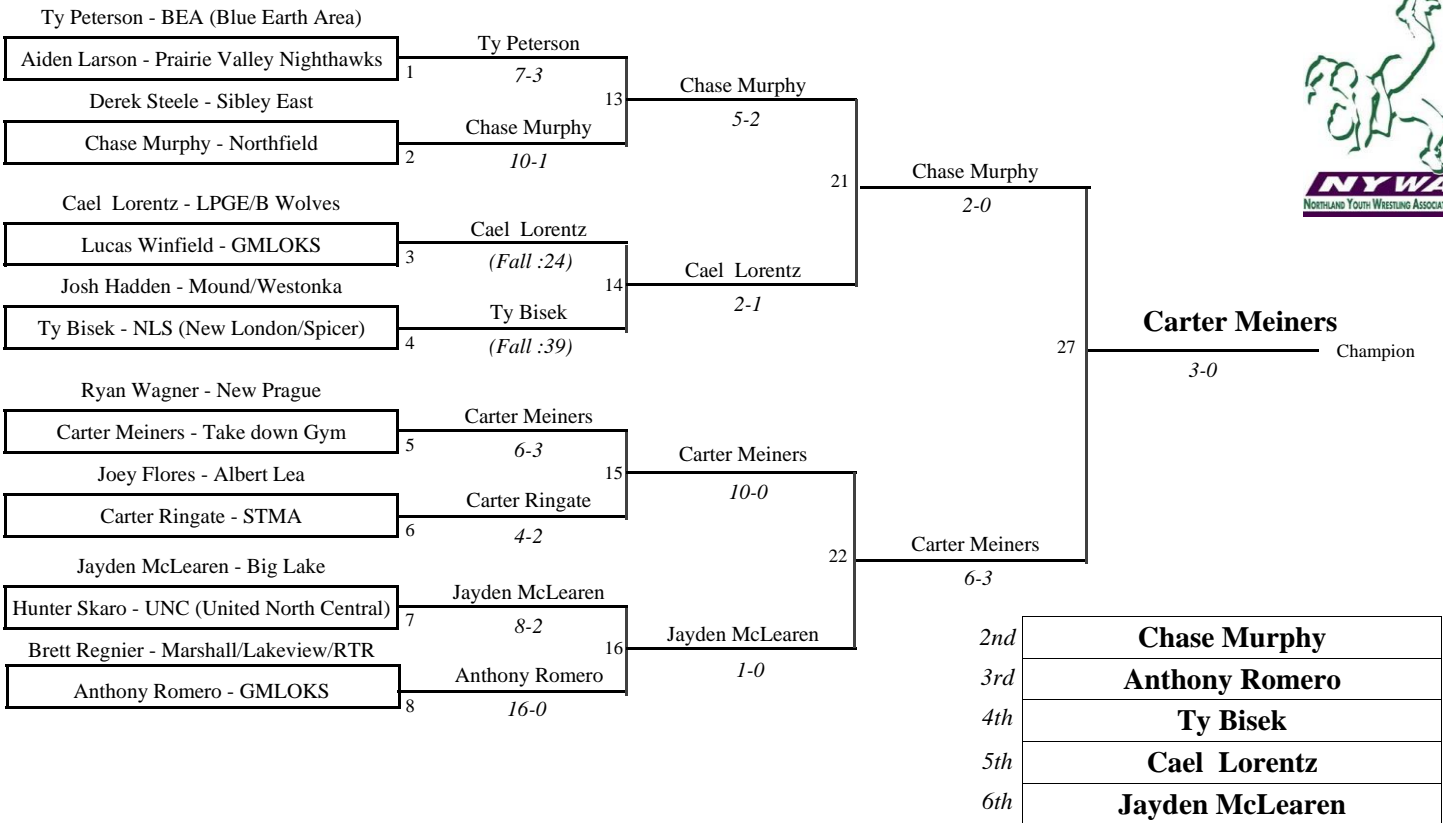 Ty Peterson - BEA (Blue Earth Area)
Aiden Larson - Prairie Valley Nighthawks
1
Ty Peterson
7-3
Derek Steele - Sibley East
Chase Murphy - Northfield
2
Chase Murphy
10-1
13
Chase Murphy
5-2
Cael  Lorentz - LPGE/B Wolves
Lucas Winfield - GMLOKS
3
Cael  Lorentz
(Fall :24)
Josh Hadden - Mound/Westonka
Ty Bisek - NLS (New London/Spicer)
4
Ty Bisek
(Fall :39)
14
Cael  Lorentz
2-1
21
Chase Murphy
2-0
Ryan Wagner - New Prague
Carter Meiners - Take down Gym
5
Carter Meiners
6-3
Joey Flores - Albert Lea
Carter Ringate - STMA
6
Carter Ringate
4-2
15
Carter Meiners
10-0
Jayden McLearen - Big Lake
Hunter Skaro - UNC (United North Central)
7
Jayden McLearen
8-2
Brett Regnier - Marshall/Lakeview/RTR
Anthony Romero - GMLOKS
8
Anthony Romero
16-0
16
Jayden McLearen
1-0
22
Carter Meiners
6-3
27
Carter Meiners
Champion
3-0
NYWA
NORTHLAND YOUTH WRESTLING
2nd Chase Murphy
3rd Anthony Romero
4th Ty Bisek
5th Cael  Lorentz
6th Jayden McLearen